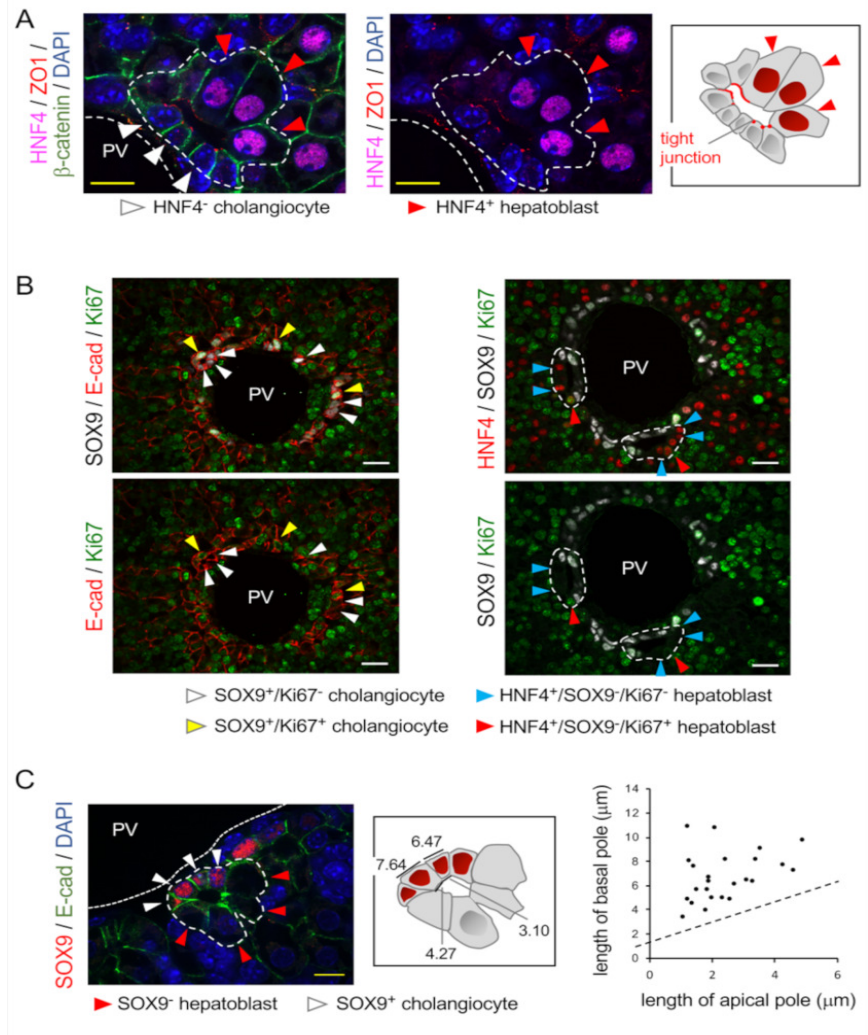 A
HNF4 / ZO1 /
β-catenin / DAPI
PV
HNF4 / ZO1 / DAPI
tight
junction
HNF4⁻ cholangiocyte
HNF4⁺ hepatoblast
B
SOX9 / E-cad / Ki67
PV
HNF4 / SOX9 / Ki67
PV
E-cad / Ki67
PV
SOX9 / Ki67
PV
SOX9⁺/Ki67⁻ cholangiocyte
HNF4⁺/SOX9⁻/Ki67⁻ hepatoblast
SOX9⁺/Ki67⁺ cholangiocyte
HNF4⁺/SOX9⁻/Ki67⁺ hepatoblast
C
SOX9 / E-cad / DAPI
PV
6.47
7.64
3.10
4.27
length of basal pole (μm)
14
12
10
8
6
4
2
0
0 2 4 6
length of apical pole (μm)
SOX9⁻ hepatoblast
SOX9⁺ cholangiocyte